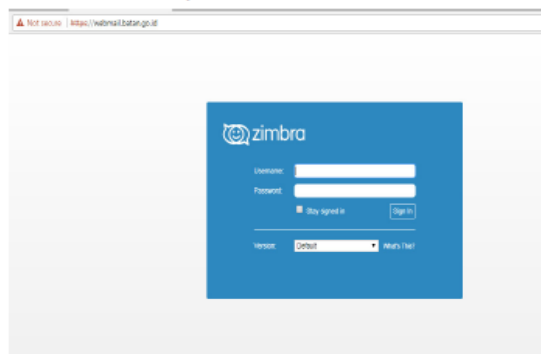 Not secure | https://webmail.batan.go.id
zimbra
Username:
Password:
Stay signed in Sign In
Version: Default What's This?